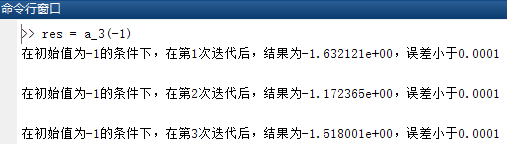 命令行窗口
>> res = a_3(-1)
在初始值为-1的条件下，在第1次迭代后，结果为-1.632121e+00，误差小于0.0001
在初始值为-1的条件下，在第2次迭代后，结果为-1.172365e+00，误差小于0.0001
在初始值为-1的条件下，在第3次迭代后，结果为-1.518001e+00，误差小于0.0001